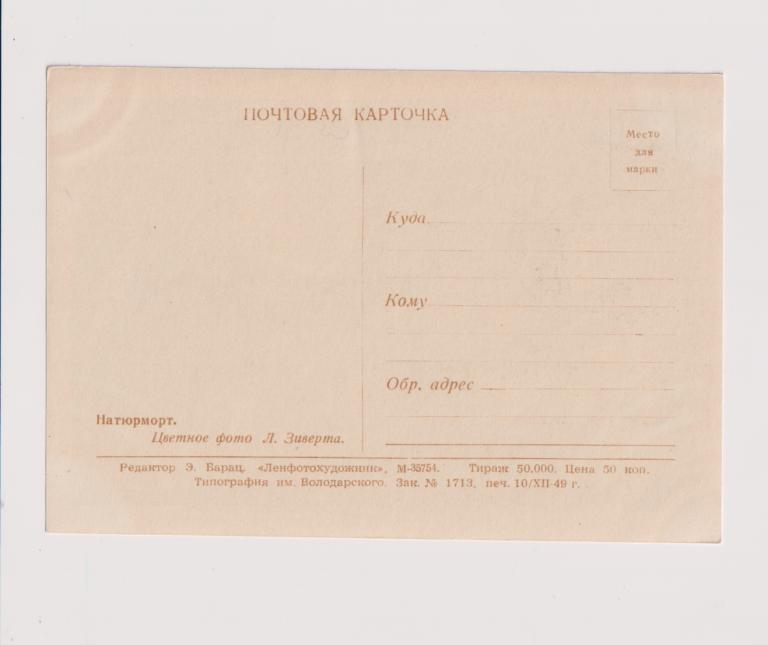 ПОЧТОВАЯ КАРТОЧКА
Место
для
марки
Куда
Кому
Обр. адрес
Натюрморт.
Цветное фото Л. Зиверта.
Редактор Э. Барац. «Ленфотохудожник», М-35754. Тираж 50.000. Цена 50 коп.
Типография им. Володарского. Зак. № 1713, печ. 10/XII-49 г.